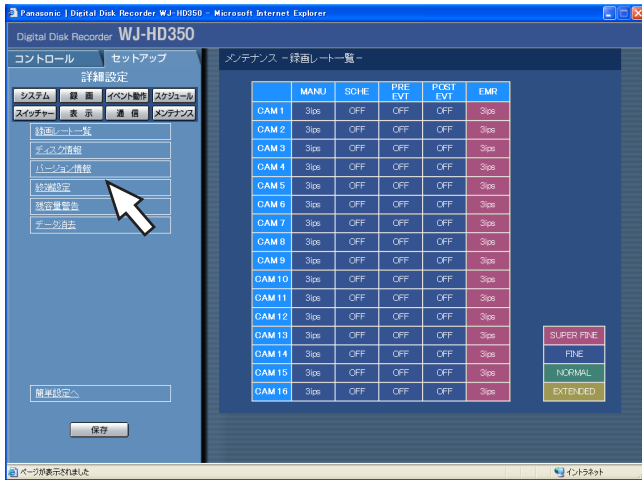 Panasonic | Digital Disk Recorder WJ-HD350 - Microsoft Internet Explorer
Digital Disk Recorder WJ-HD350
コントロール セットアップ
詳細設定
システム 録 画 イベント動作 スケジュール
スイッチャー 表 示 通 信 メンテナンス
録画レート一覧
ディスク情報
バージョン情報
終端設定
残容量警告
データ消去
簡単設定へ
保存
メンテナンス －録画レート一覧－
MANU SCHE PRE EVT POST EVT EMR
CAM 1 3ips OFF OFF OFF 3ips
CAM 2 3ips OFF OFF OFF 3ips
CAM 3 3ips OFF OFF OFF 3ips
CAM 4 3ips OFF OFF OFF 3ips
CAM 5 3ips OFF OFF OFF 3ips
CAM 6 3ips OFF OFF OFF 3ips
CAM 7 3ips OFF OFF OFF 3ips
CAM 8 3ips OFF OFF OFF 3ips
CAM 9 3ips OFF OFF OFF 3ips
CAM 10 3ips OFF OFF OFF 3ips
CAM 11 3ips OFF OFF OFF 3ips
CAM 12 3ips OFF OFF OFF 3ips
CAM 13 3ips OFF OFF OFF 3ips
CAM 14 3ips OFF OFF OFF 3ips
CAM 15 3ips OFF OFF OFF 3ips
CAM 16 3ips OFF OFF OFF 3ips
SUPER FINE
FINE
NORMAL
EXTENDED
ページが表示されました
イントラネット